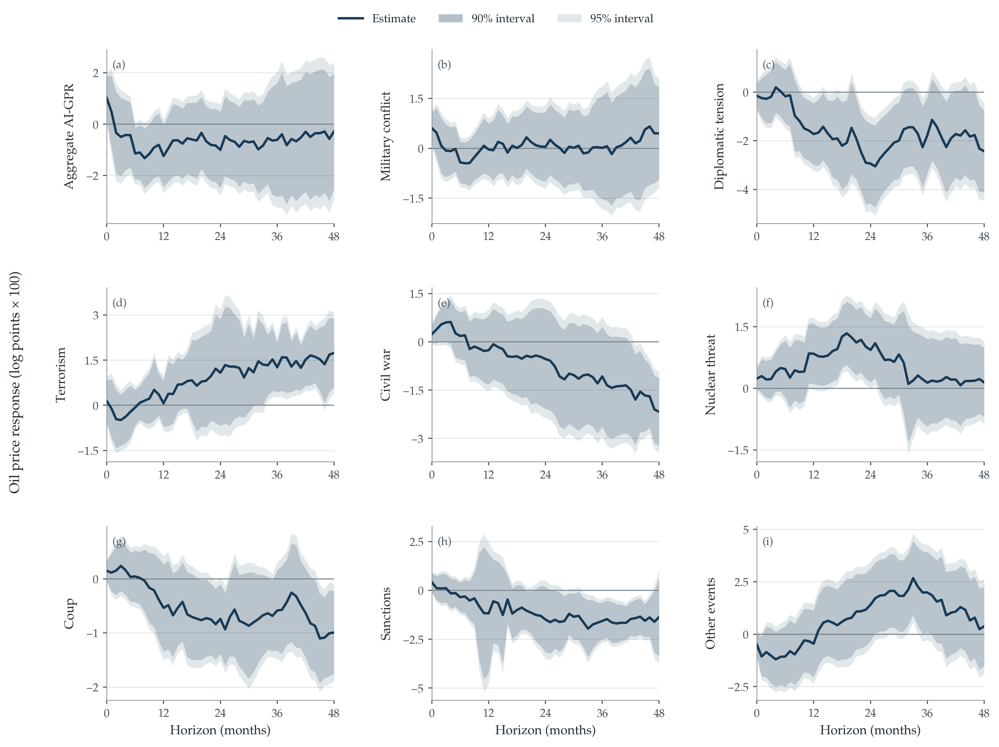 Estimate 90% interval 95% interval
Oil price response (log points × 100)
Aggregate AI-GPR
(a)
2
0
−2
0 12 24 36 48
Military conflict
(b)
1.5
0
−1.5
0 12 24 36 48
Diplomatic tension
(c)
0
−2
−4
0 12 24 36 48
Terrorism
(d)
3
1.5
0
−1.5
0 12 24 36 48
Civil war
(e)
1.5
0
−1.5
−3
0 12 24 36 48
Nuclear threat
(f)
1.5
0
−1.5
0 12 24 36 48
Coup
(g)
0
−1
−2
0 12 24 36 48
Horizon (months)
Sanctions
(h)
2.5
0
−2.5
−5
0 12 24 36 48
Horizon (months)
Other events
(i)
5
2.5
0
−2.5
0 12 24 36 48
Horizon (months)